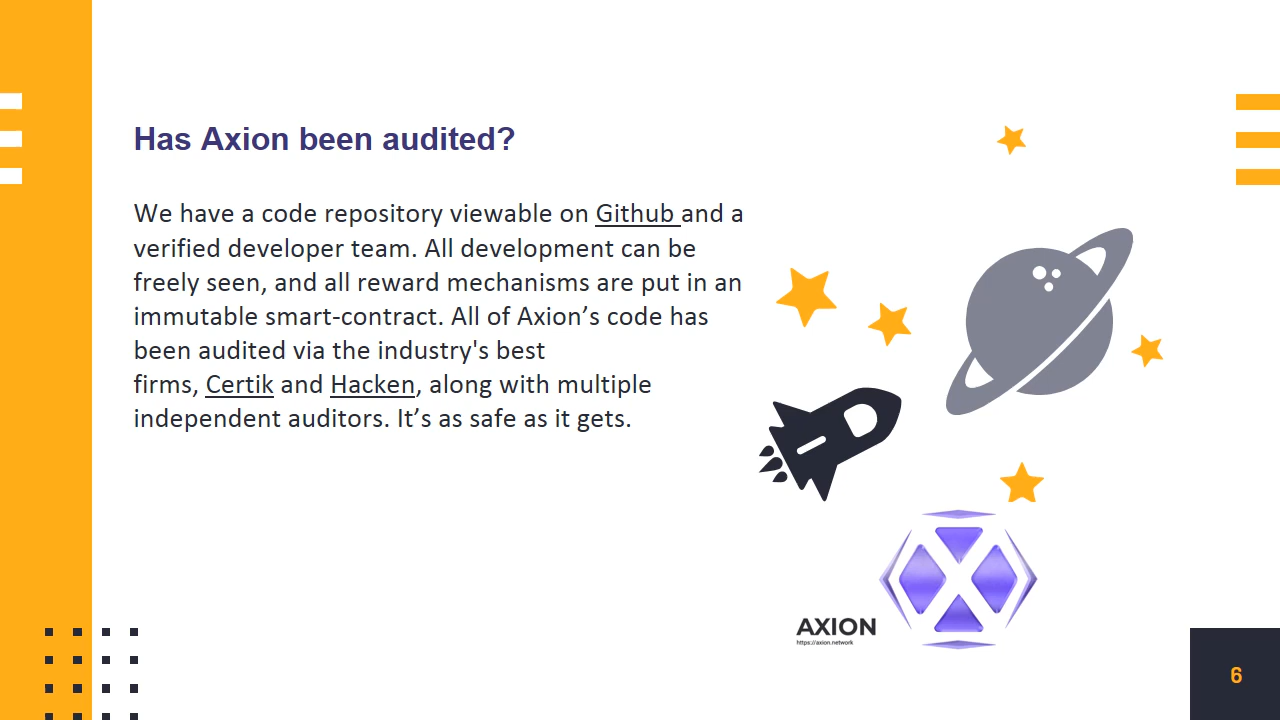 Has Axion been audited?
We have a code repository viewable on Github and a
verified developer team. All development can be
freely seen, and all reward mechanisms are put in an
immutable smart-contract. All of Axion’s code has
been audited via the industry's best
firms, Certik and Hacken, along with multiple
independent auditors. It’s as safe as it gets.
AXION
https://axion.network
6